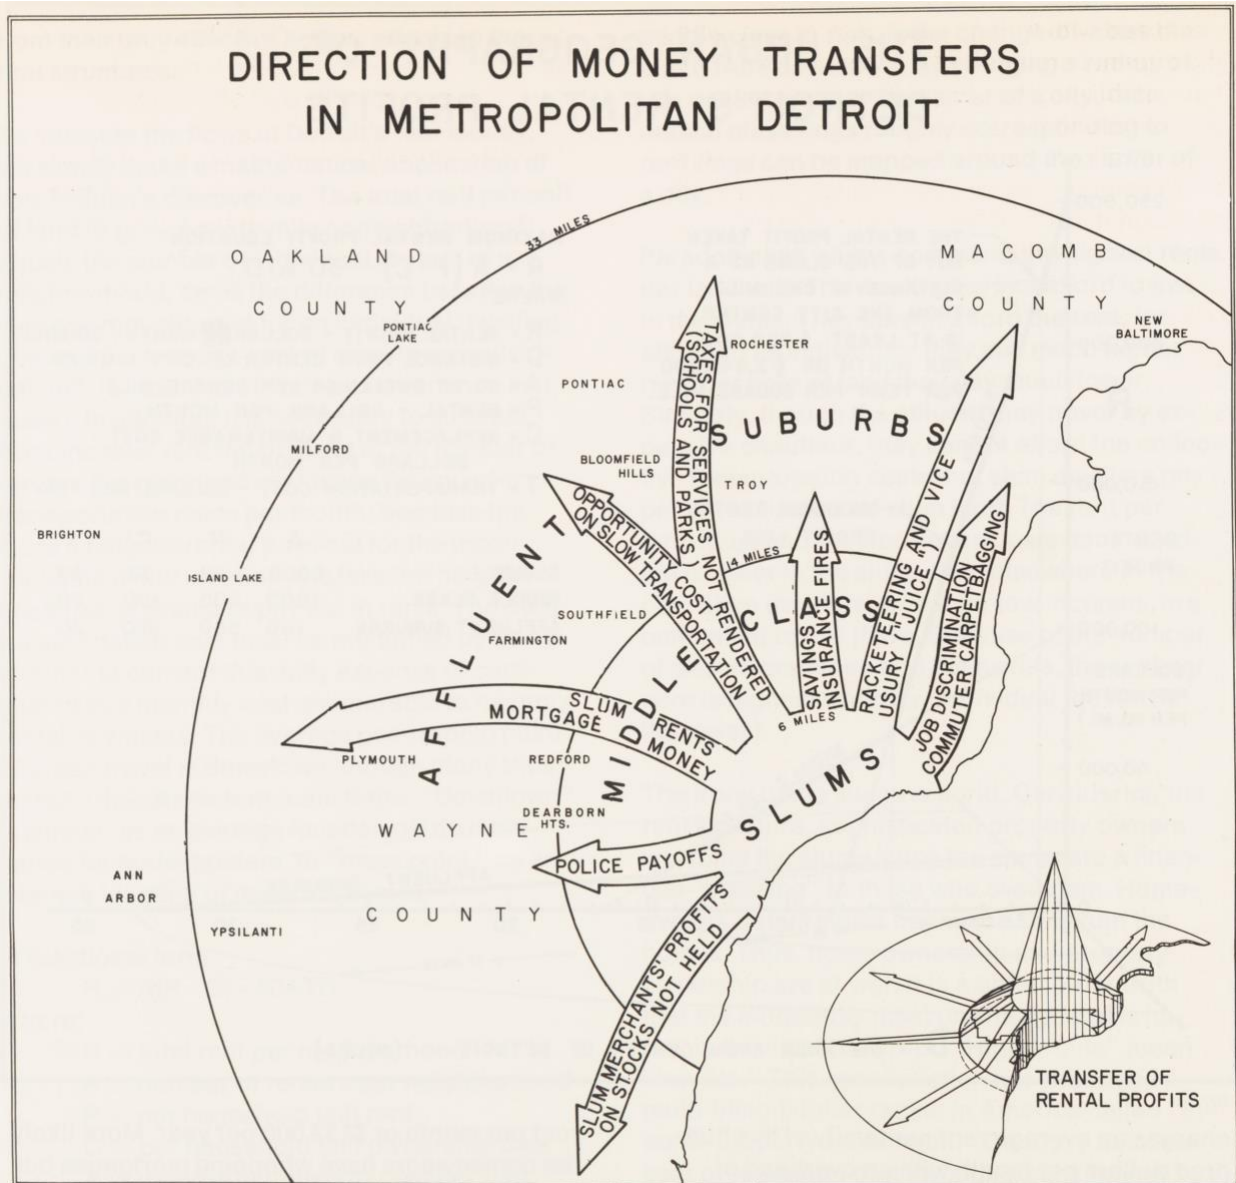 DIRECTION OF MONEY TRANSFERS
IN METROPOLITAN DETROIT
33 MILES
OAKLAND
COUNTY
MACOMB
COUNTY
PONTIAC
LAKE
NEW
BALTIMORE
ROCHESTER
PONTIAC
SUBURBS
MILFORD
BLOOMFIELD
HILLS
TROY
BRIGHTON
ISLAND LAKE
14 MILES
SOUTHFIELD
FARMINGTON
AFFLUENT
MIDDLE
CLASS
TAXES FOR SERVICES NOT RENDERED
(SCHOOLS AND PARKS)
OPPORTUNITY COST
ON SLOW TRANSPORTATION
SAVINGS
INSURANCE FIRES
RACKETEERING AND VICE
USURY ("JUICE")
JOB DISCRIMINATION
COMMUTER CARPETBAGGING
6 MILES
SLUM RENTS
MORTGAGE MONEY
PLYMOUTH
REDFORD
SLUMS
DEARBORN
HTS.
WAYNE
COUNTY
POLICE PAYOFFS
ANN
ARBOR
YPSILANTI
SLUM MERCHANTS' PROFITS
ON STOCKS NOT HELD
TRANSFER OF
RENTAL PROFITS